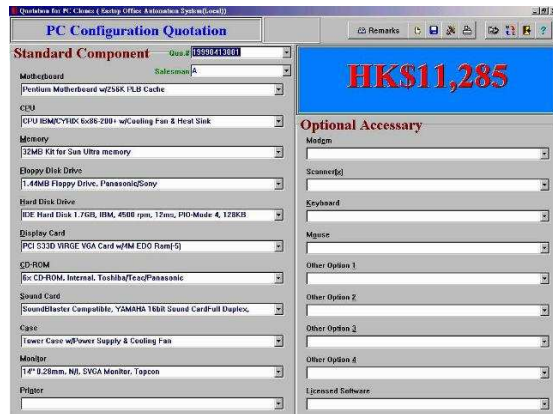 Quotation for PC Clones ( Eastop Office Automation System(Local))
PC Configuration Quotation
Remarks
Standard Component
Quo.# 19990413001
Salesman A
HK$11,285
Motherboard
Pentium Motherboard w/256K PLB Cache
CPU
CPU IBM/CYRIX 6x86-200+ w/Cooling Fan & Heat Sink
Memory
32MB Kit for Sun Ultra memory
Floppy Disk Drive
1.44MB Floppy Drive, Panasonic/Sony
Hard Disk Drive
IDE Hard Disk 1.7GB, IBM, 4500 rpm, 12ms, PIO-Mode 4, 128KB
Display Card
PCI S33D VIRGE VGA Card w/4M EDO Ram(-5)
CD-ROM
6x CD-ROM, Internal, Toshiba/Teac/Panasonic
Sound Card
SoundBlaster Compatible, YAMAHA 16bit Sound CardFull Duplex,
Case
Tower Case w/Power Supply & Cooling Fan
Monitor
14" 0.28mm, N/I, SVGA Monitor, Topcon
Printer
Optional Accessary
Modem
Scanner(s)
Keyboard
Mouse
Other Option 1
Other Option 2
Other Option 3
Other Option 4
Licensed Software